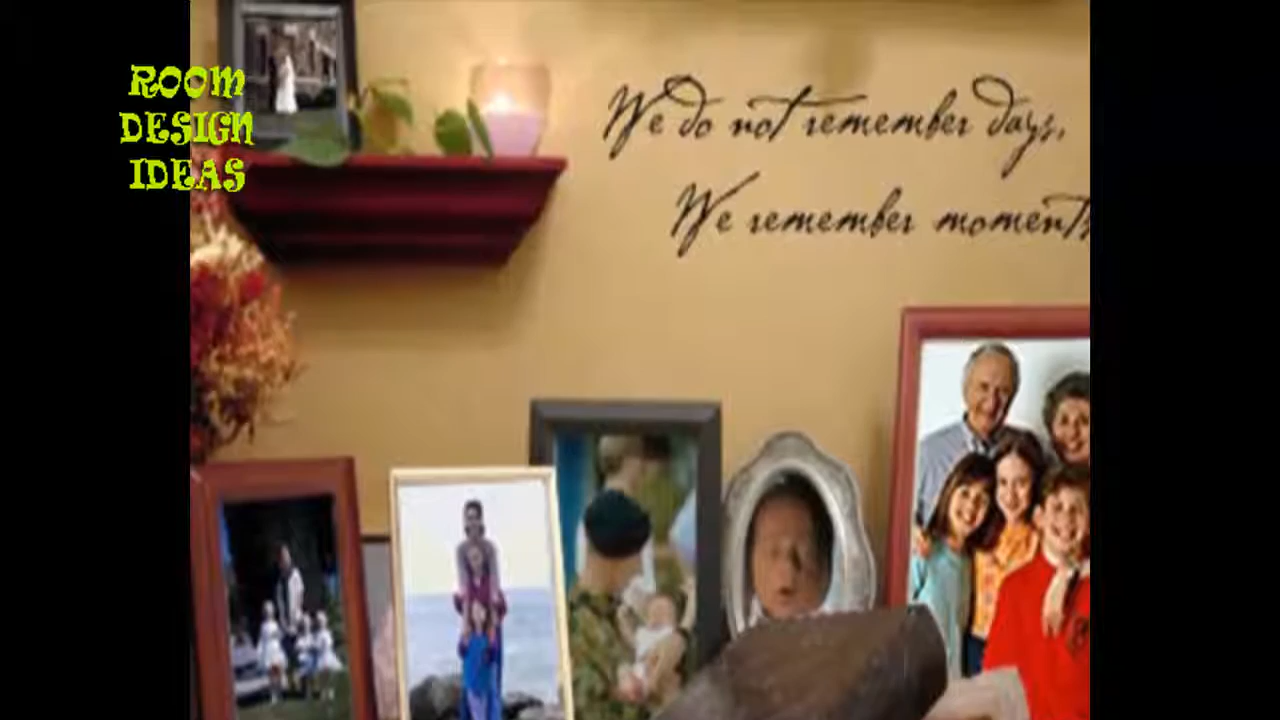 ROOM
DESIGN
IDEAS
We do not remember days,
We remember moments